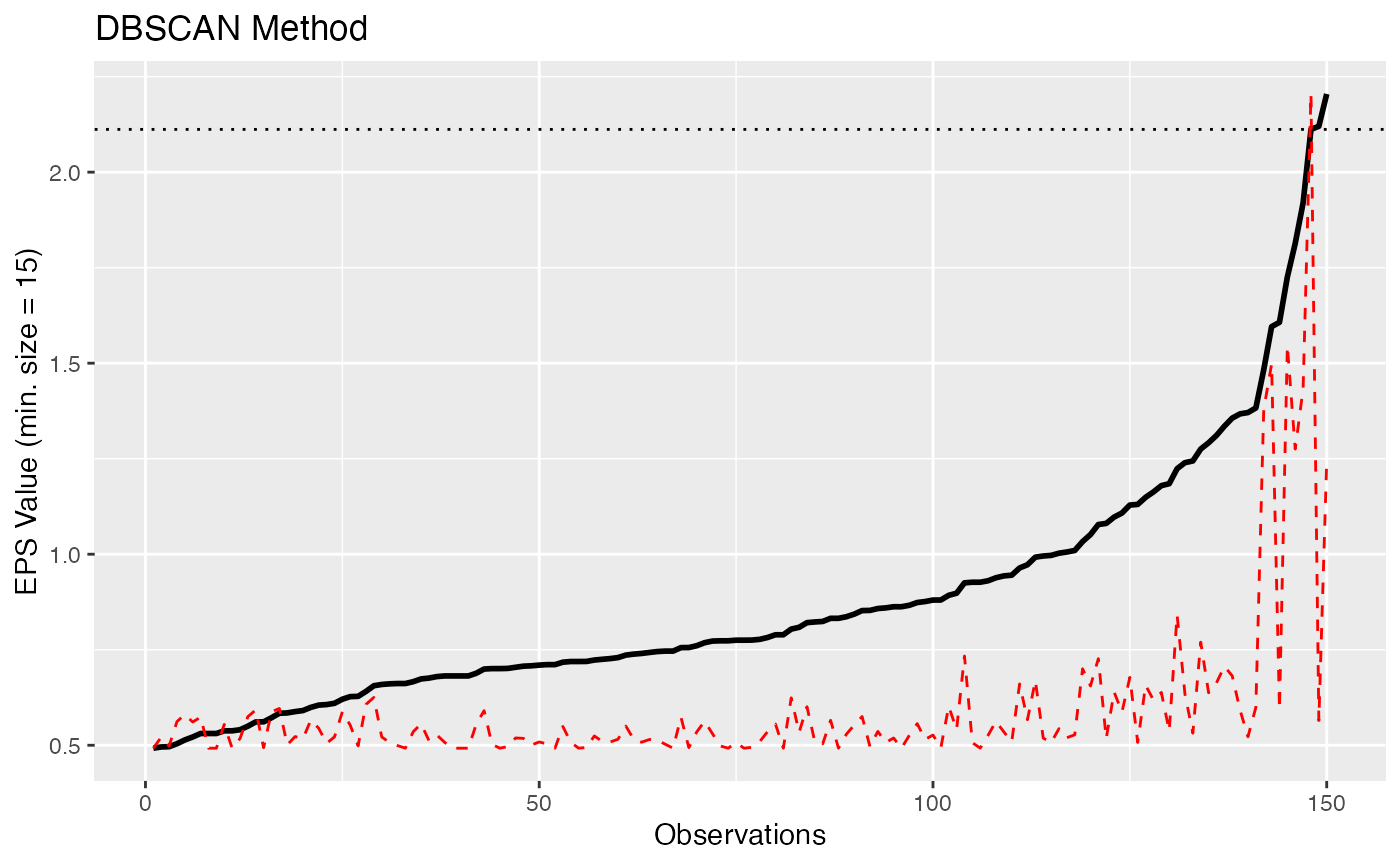 DBSCAN Method
EPS Value (min. size = 15)
2.0
1.5
1.0
0.5
0
50
100
150
Observations